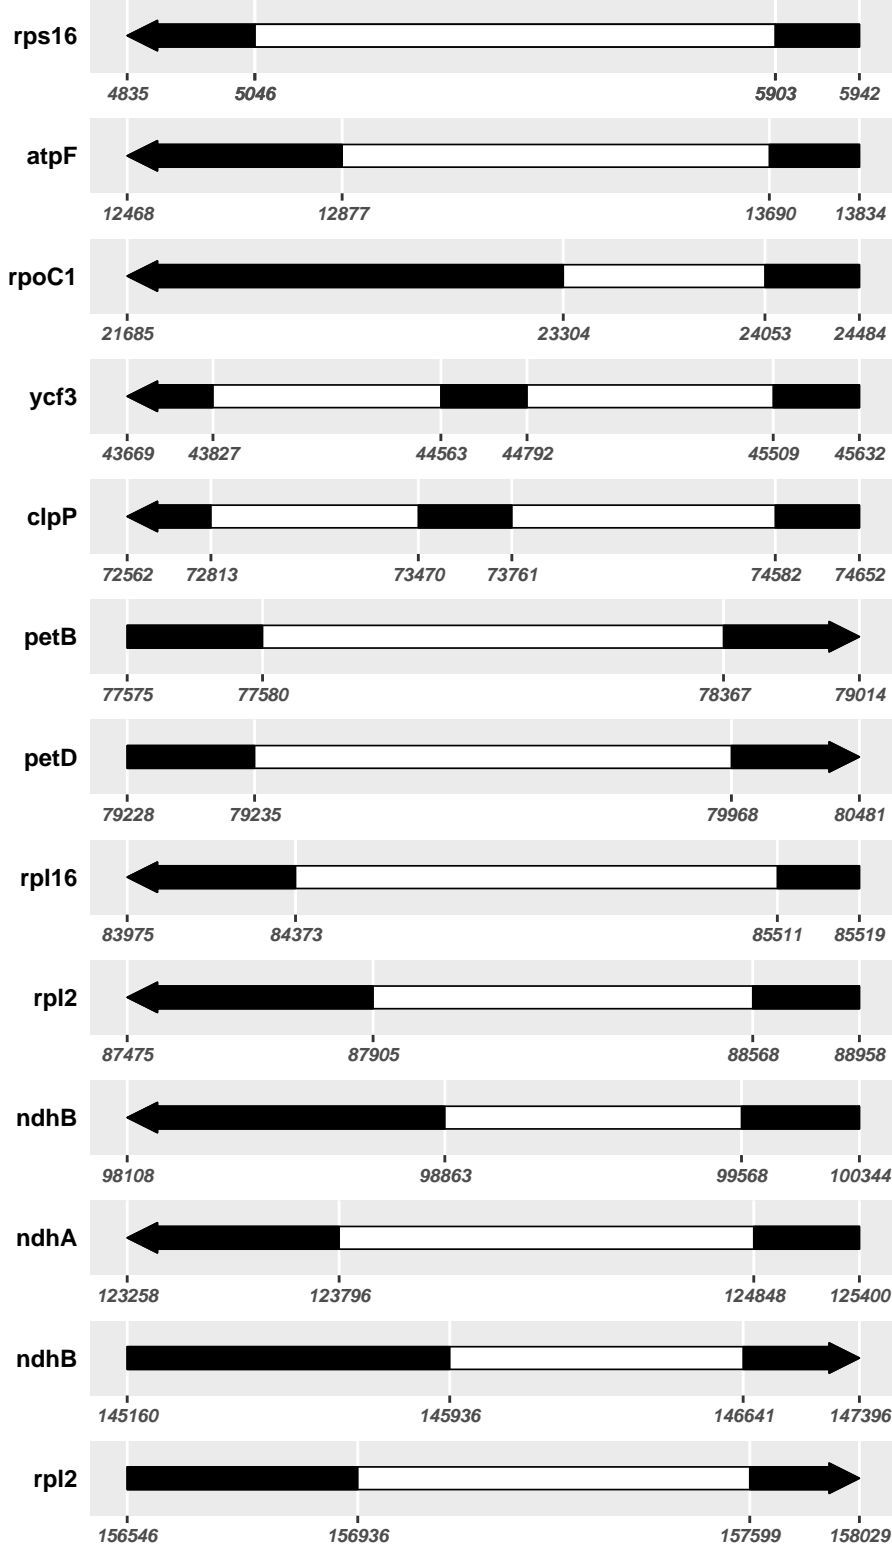 rps16
4835 5046 5903 5942
atpF
12468 12877 13690 13834
rpoC1
21685 23304 24053 24484
ycf3
43669 43827 44563 44792 45509 45632
clpP
72562 72813 73470 73761 74582 74652
petB
77575 77580 78367 79014
petD
79228 79235 79968 80481
rpl16
83975 84373 85511 85519
rpl2
87475 87905 88568 88958
ndhB
98108 98863 99568 100344
ndhA
123258 123796 124848 125400
ndhB
145160 145936 146641 147396
rpl2
156546 156936 157599 158029